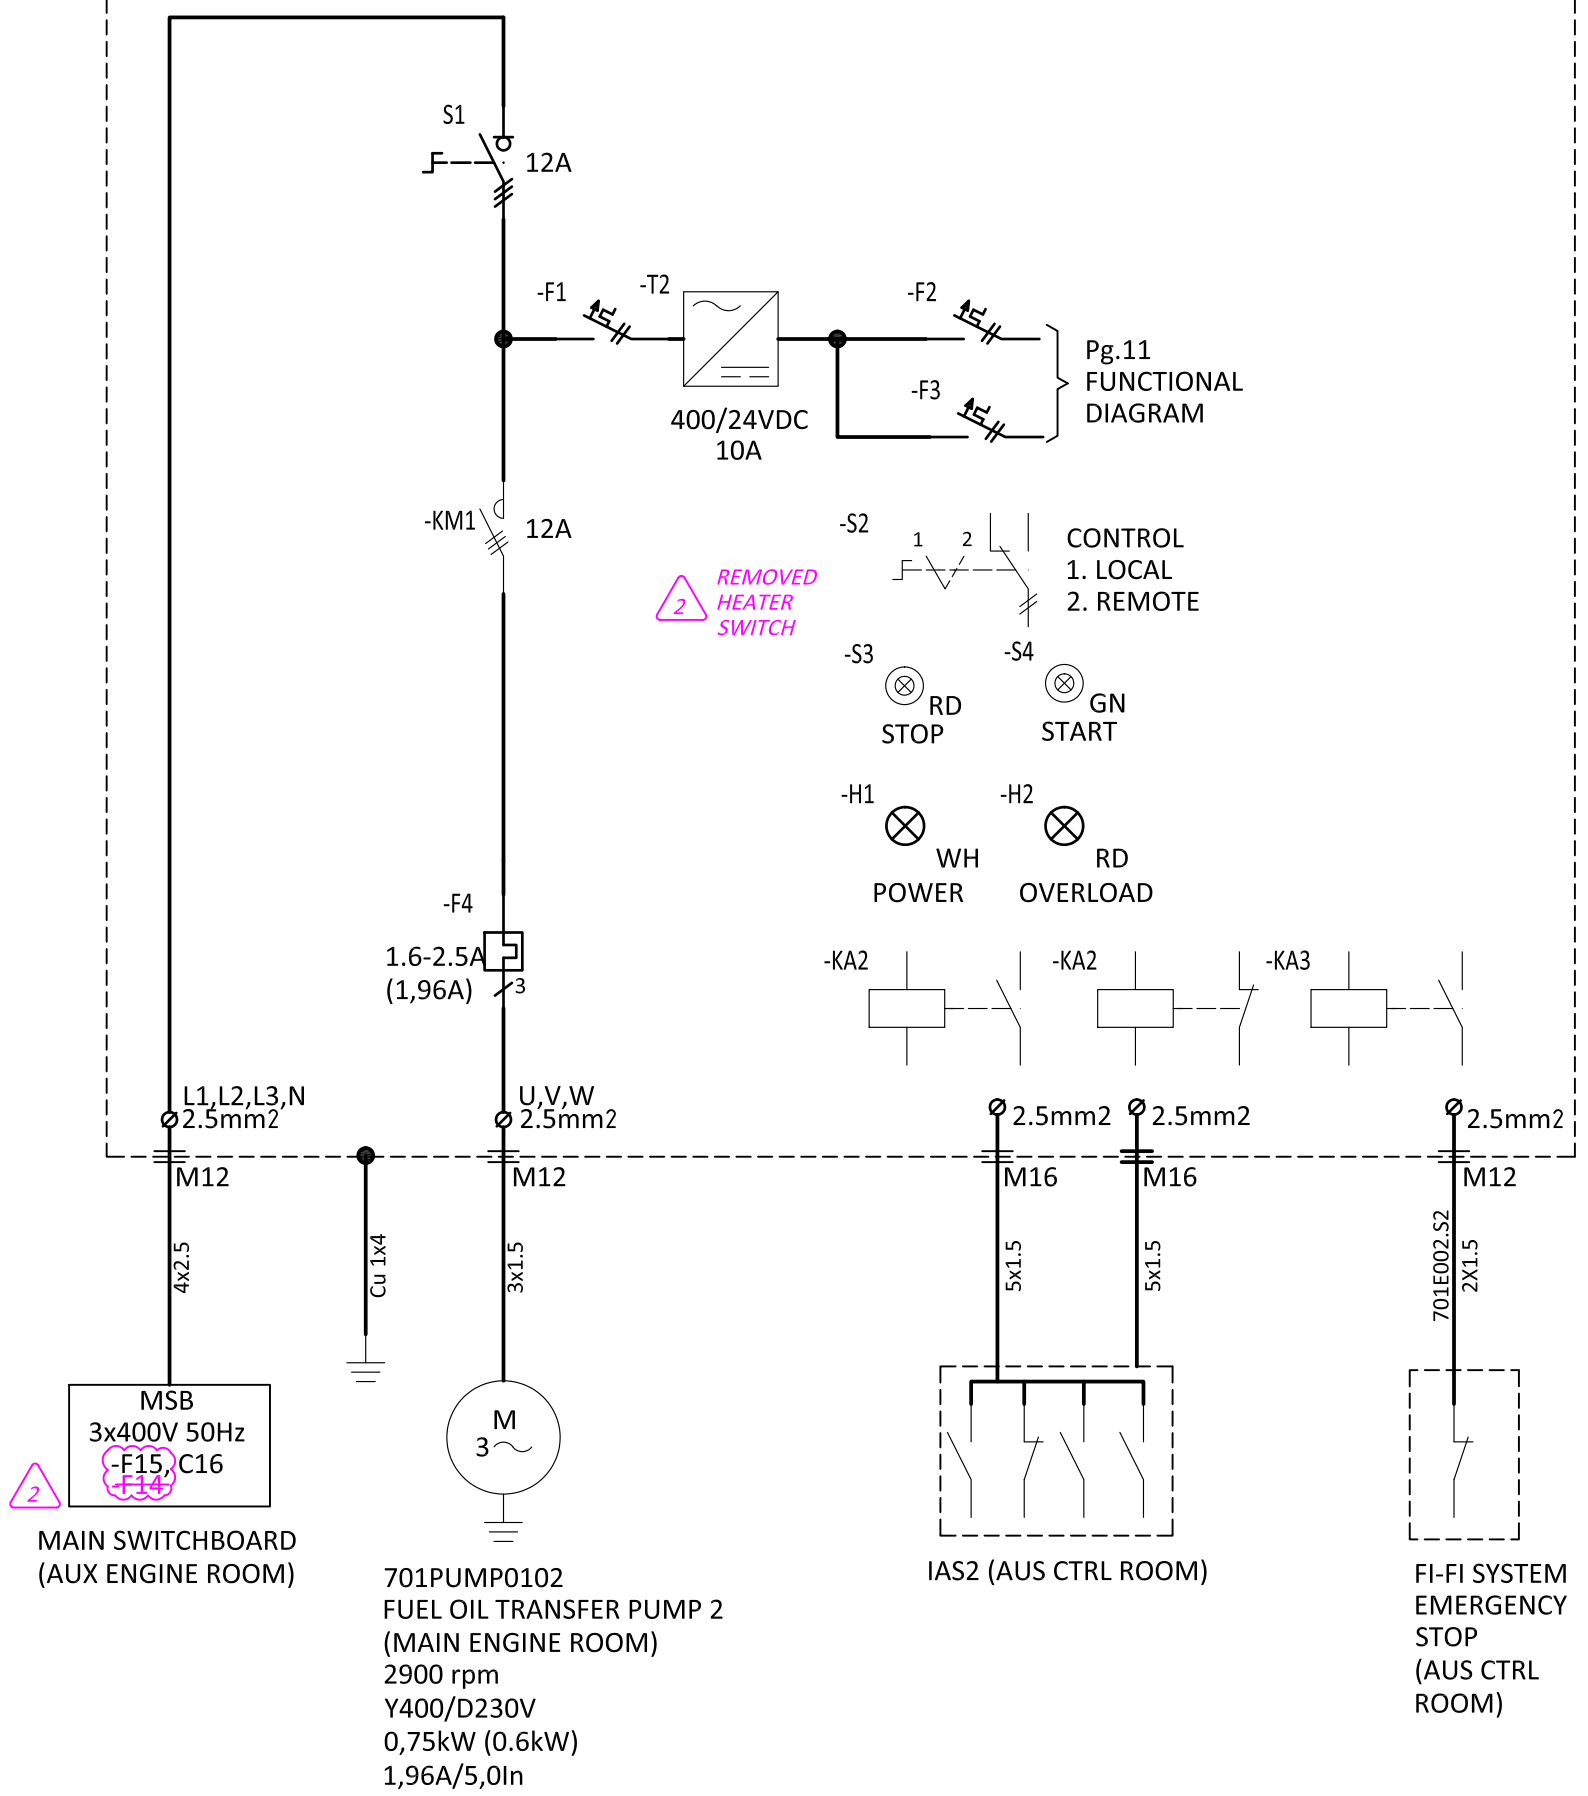 S1
12A
-F1
-T2
-F2
-F3
400/24VDC
10A
Pg.11
FUNCTIONAL
DIAGRAM
-KM1
12A
-S2
1
2
CONTROL
1. LOCAL
2. REMOTE
2
REMOVED
HEATER
SWITCH
-S3
RD
STOP
-S4
GN
START
-H1
WH
POWER
-H2
RD
OVERLOAD
-F4
1.6-2.5A
(1,96A)
3
-KA2
-KA2
-KA3
L1,L2,L3,N
2.5mm2
U,V,W
2.5mm2
2.5mm2
2.5mm2
2.5mm2
M12
M12
M16
M16
M12
4x2.5
Cu 1x4
3x1.5
5x1.5
5x1.5
701E002.S2
2X1.5
MSB
3x400V 50Hz
-F15, C16
-F14
2
MAIN SWITCHBOARD
(AUX ENGINE ROOM)
M
3
701PUMP0102
FUEL OIL TRANSFER PUMP 2
(MAIN ENGINE ROOM)
2900 rpm
Y400/D230V
0,75kW (0.6kW)
1,96A/5,0In
IAS2 (AUS CTRL ROOM)
FI-FI SYSTEM
EMERGENCY
STOP
(AUS CTRL
ROOM)